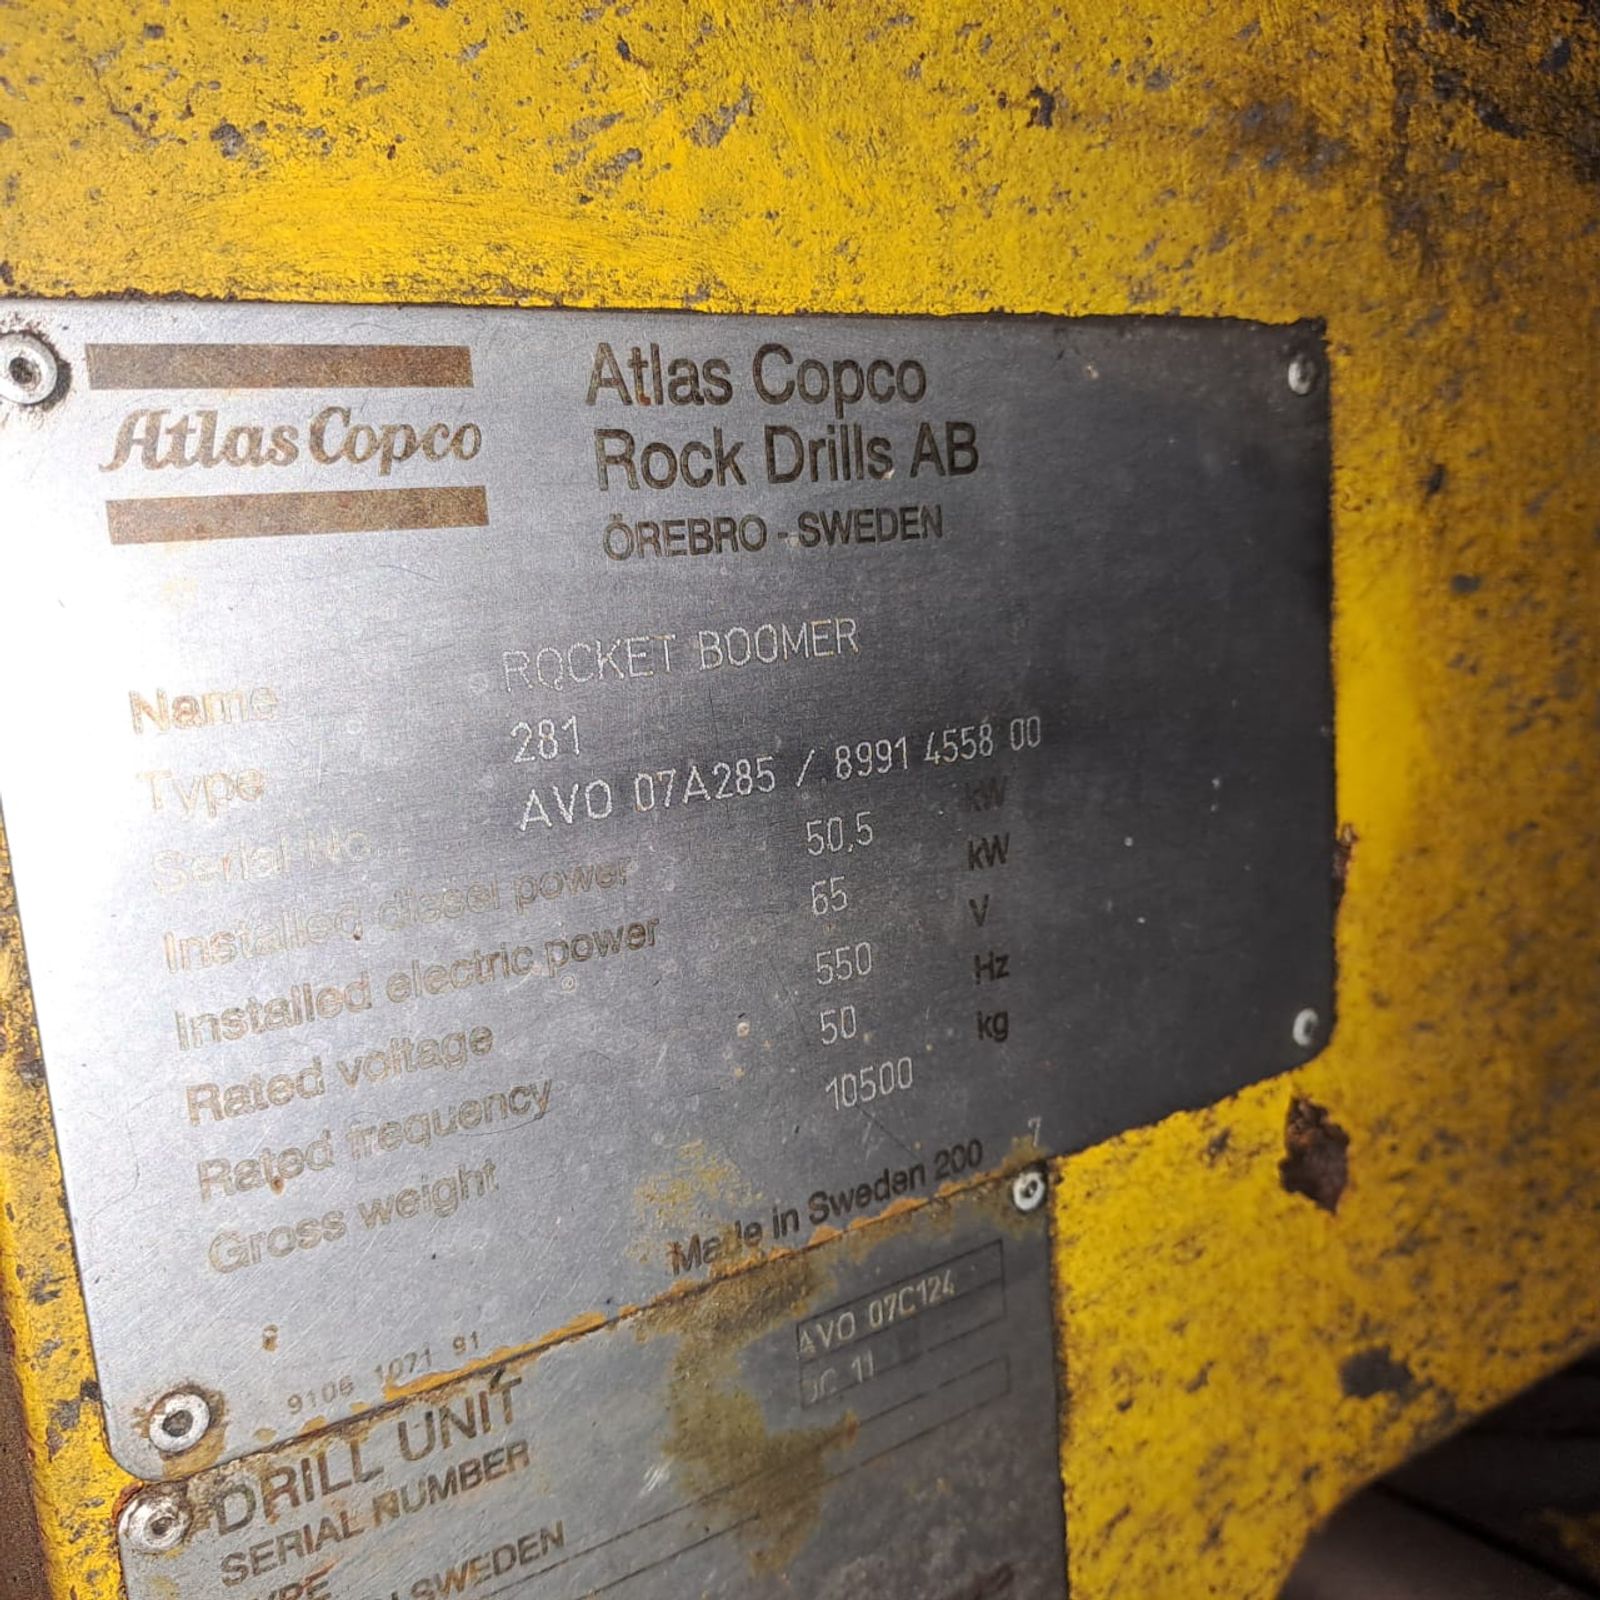 Atlas Copco
Atlas Copco
Rock Drills AB
ÖREBRO - SWEDEN
Name ROCKET BOOMER
Type 281
Serial No. AVO 07A285 / 8991 4558 00
Installed diesel power 50,5 kW
Installed electric power 65 kW
Rated voltage 550 V
Rated frequency 50 Hz
Gross weight 10500 kg
Made in Sweden 200 7
9106 1071 91
DRILL UNIT
SERIAL NUMBER AVO 07C124
SWEDEN